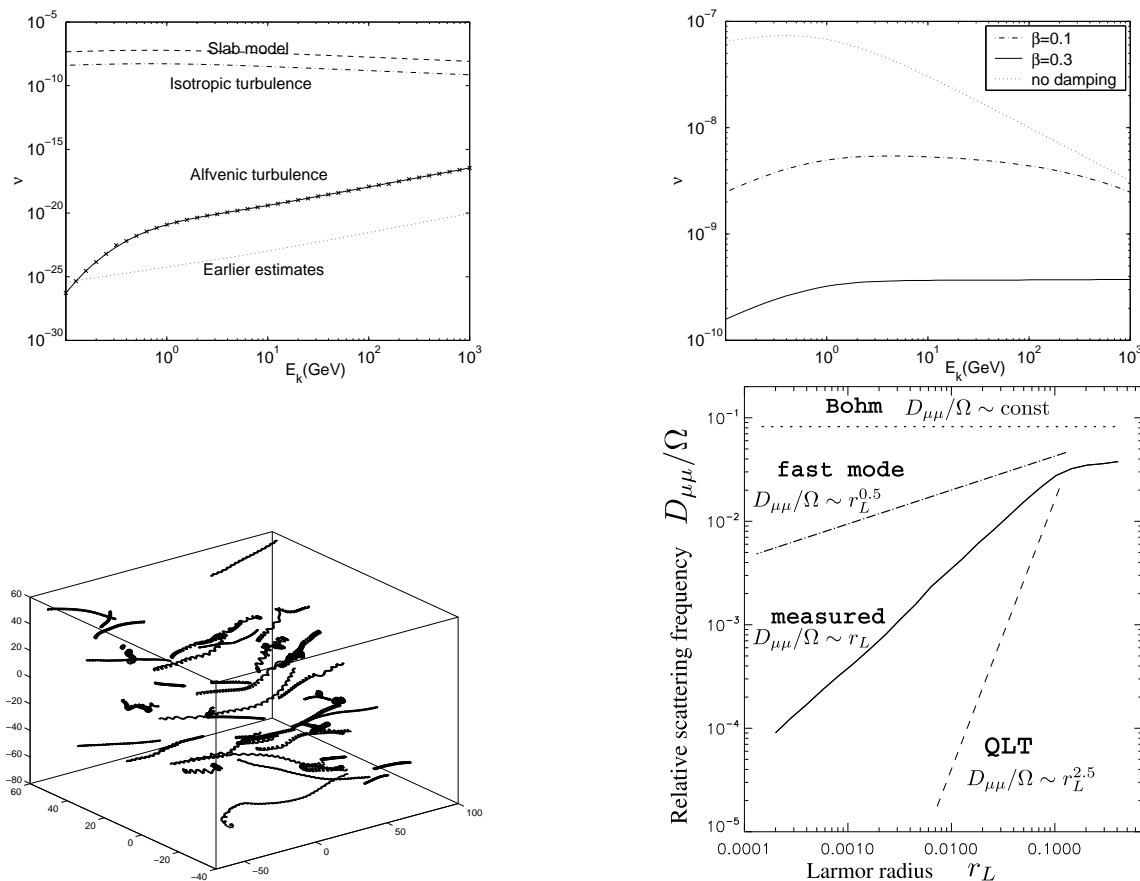 10^-5
10^-10
10^-15
10^-20
10^-25
10^-30
ν
Slab model
Isotropic turbulence
Alfvenic turbulence
Earlier estimates
10^0
10^1
10^2
10^3
E_k(GeV)
10^-7
10^-8
10^-9
10^-10
ν
β=0.1
β=0.3
no damping
10^0
10^1
10^2
10^3
E_k(GeV)
60
40
20
0
−20
−40
−60
−80
60
40
20
0
−20
−40
−50
0
50
100
Relative scattering frequency D_μμ/Ω
10^-1
10^-2
10^-3
10^-4
10^-5
Bohm D_μμ/Ω ∼ const
fast mode
D_μμ/Ω ∼ r_L^0.5
measured
D_μμ/Ω ∼ r_L
QLT
D_μμ/Ω ∼ r_L^2.5
0.0001
0.0010
0.0100
0.1000
Larmor radius r_L